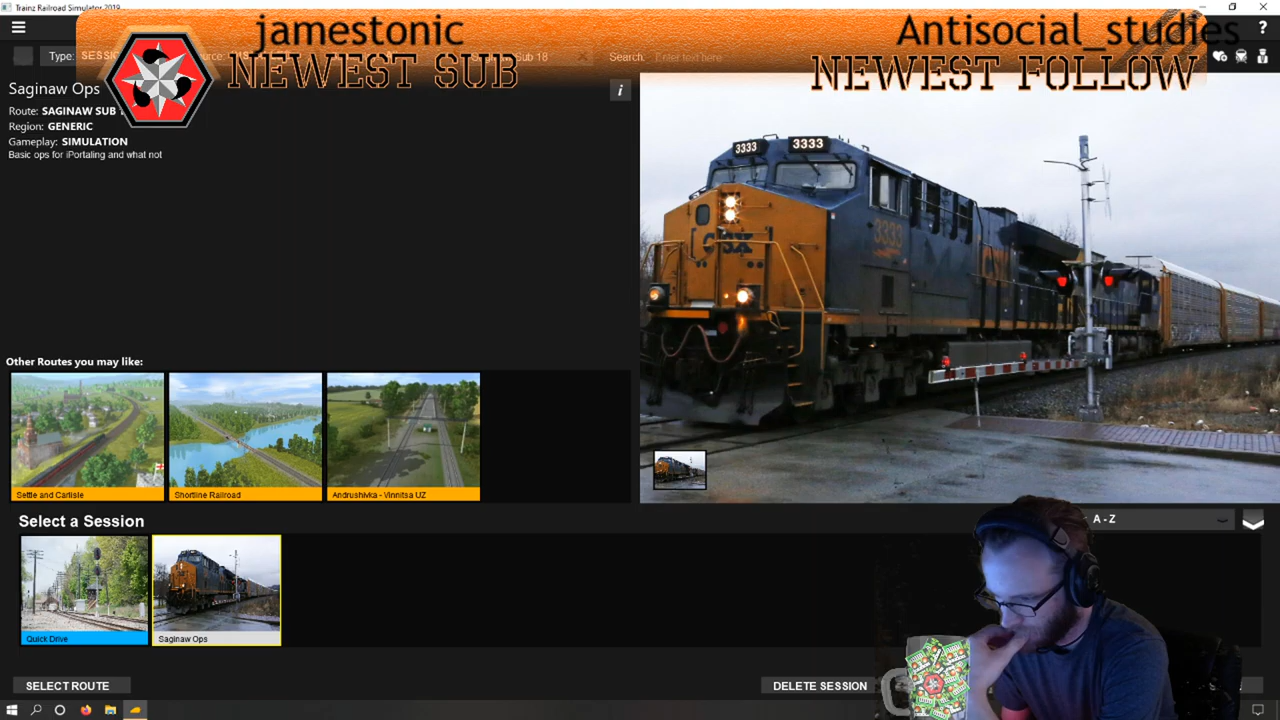 Trainz Railroad Simulator 2019
jamestonic
NEWEST SUB
Antisocial_studies
NEWEST FOLLOW
?
Type:
Sub 18
Search:
Enter text here
Saginaw Ops
i
Route: SAGINAW SUB
Region: GENERIC
Gameplay: SIMULATION
Basic ops for iPortaling and what not
3333
3333
3333
CSX
Other Routes you may like:
Settle and Carlisle
Shortline Railroad
Andrushivka - Vinnitsa UZ
Select a Session
A - Z
Quick Drive
Saginaw Ops
SELECT ROUTE
DELETE SESSION